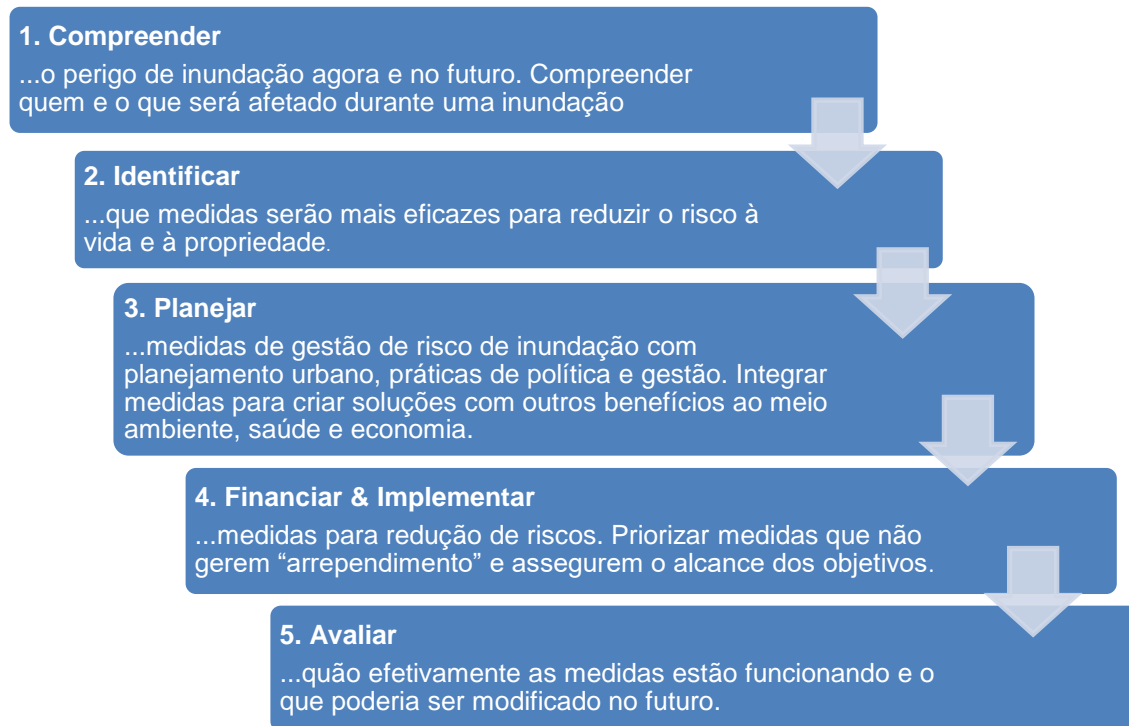 1. Compreender
...o perigo de inundação agora e no futuro. Compreender
quem e o que será afetado durante uma inundação
2. Identificar
...que medidas serão mais eficazes para reduzir o risco à
vida e à propriedade.
3. Planejar
...medidas de gestão de risco de inundação com
planejamento urbano, práticas de política e gestão. Integrar
medidas para criar soluções com outros benefícios ao meio
ambiente, saúde e economia.
4. Financiar & Implementar
...medidas para redução de riscos. Priorizar medidas que não
gerem “arrependimento” e assegurem o alcance dos objetivos.
5. Avaliar
...quão efetivamente as medidas estão funcionando e o
que poderia ser modificado no futuro.